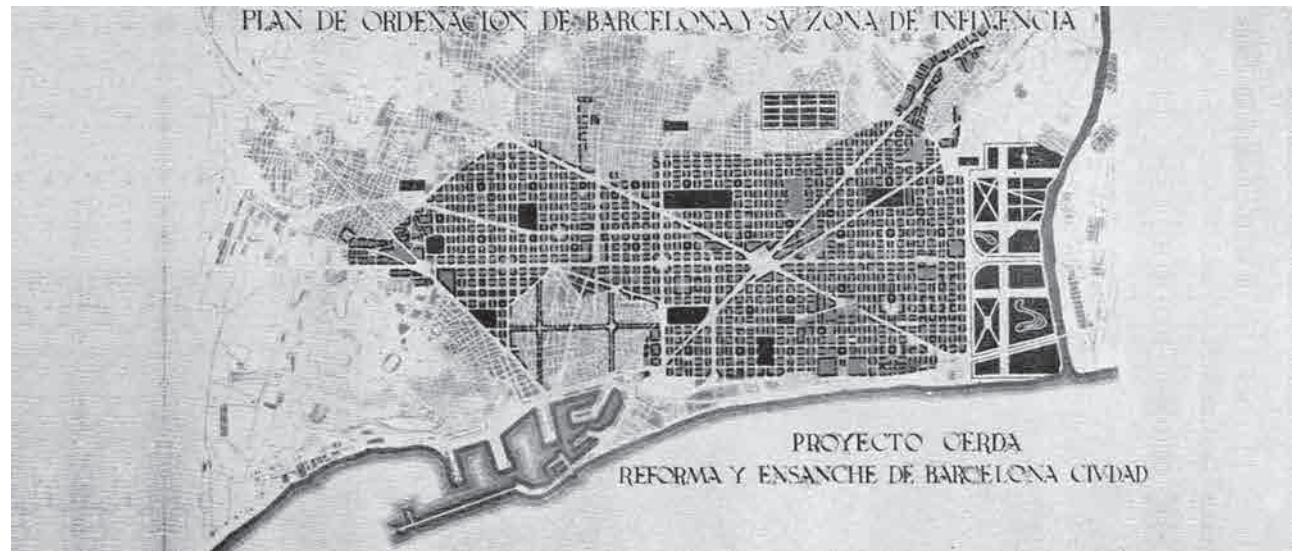 PLAN DE ORDENACION DE BARCELONA Y SV ZONA DE INFLVENCIA
PROYECTO CERDA
REFORMA Y ENSANCHE DE BARCELONA CIVDAD